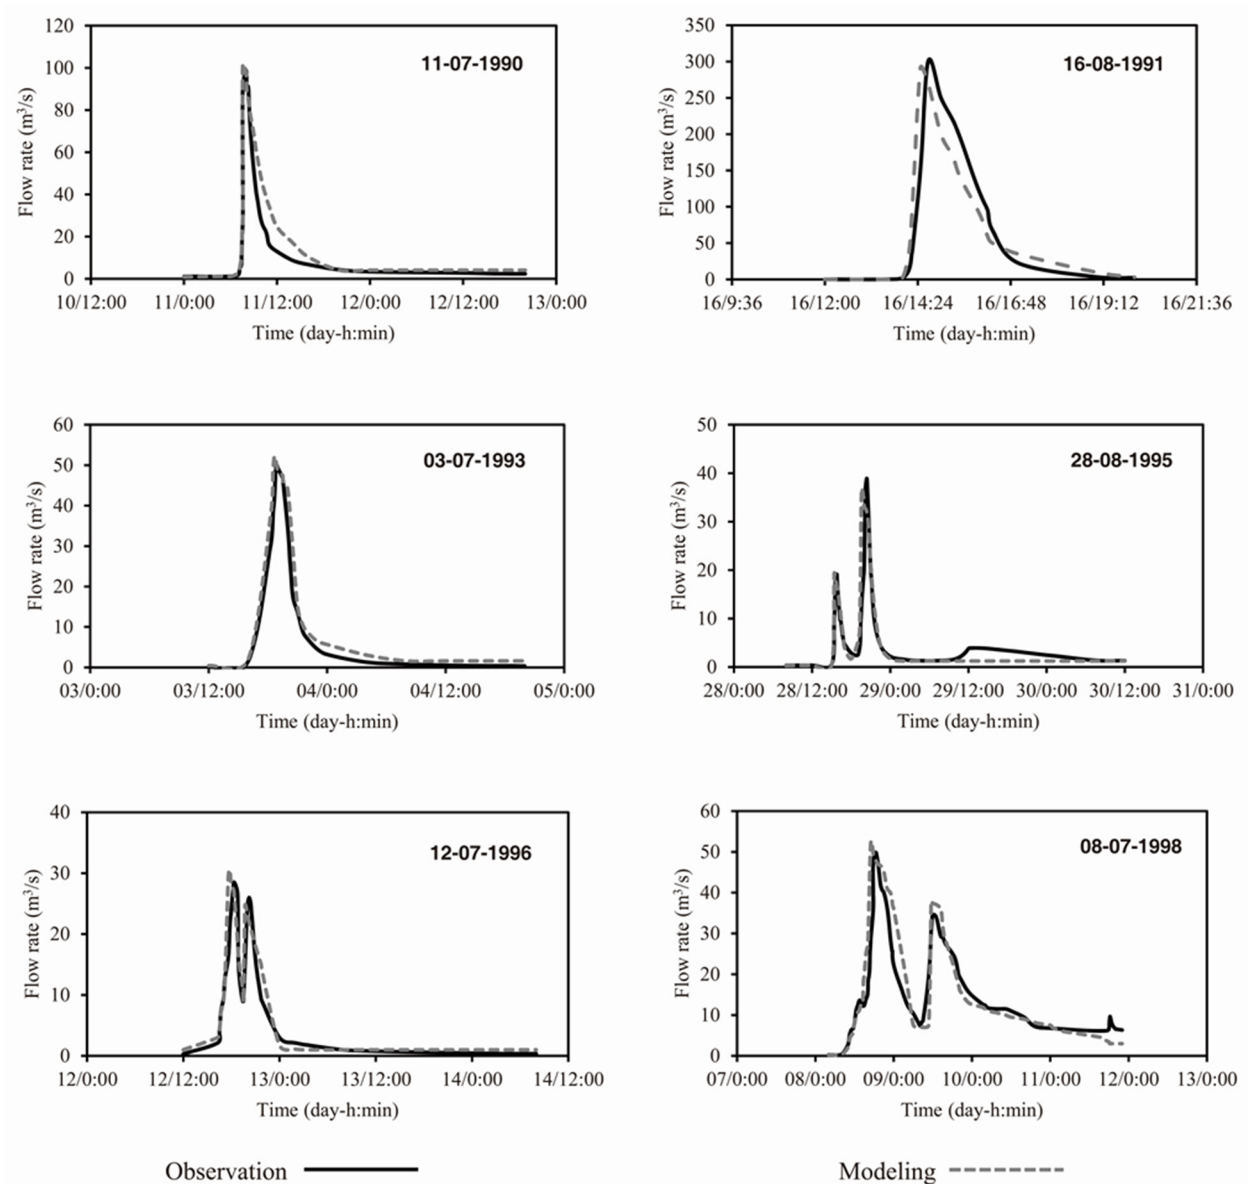 120
100
80
60
40
20
0
Flow rate (m³/s)
11-07-1990
10/12:00 11/0:00 11/12:00 12/0:00 12/12:00 13/0:00
Time (day-h:min)
350
300
250
200
150
100
50
0
Flow rate (m³/s)
16-08-1991
16/9:36 16/12:00 16/14:24 16/16:48 16/19:12 16/21:36
Time (day-h:min)
60
50
40
30
20
10
0
Flow rate (m³/s)
03-07-1993
03/0:00 03/12:00 04/0:00 04/12:00 05/0:00
Time (day-h:min)
50
40
30
20
10
0
Flow rate (m³/s)
28-08-1995
28/0:00 28/12:00 29/0:00 29/12:00 30/0:00 30/12:00 31/0:00
Time (day-h:min)
40
30
20
10
0
Flow rate (m³/s)
12-07-1996
12/0:00 12/12:00 13/0:00 13/12:00 14/0:00 14/12:00
Time (day-h:min)
60
50
40
30
20
10
0
Flow rate (m³/s)
08-07-1998
07/0:00 08/0:00 09/0:00 10/0:00 11/0:00 12/0:00 13/0:00
Time (day-h:min)
Observation
Modeling